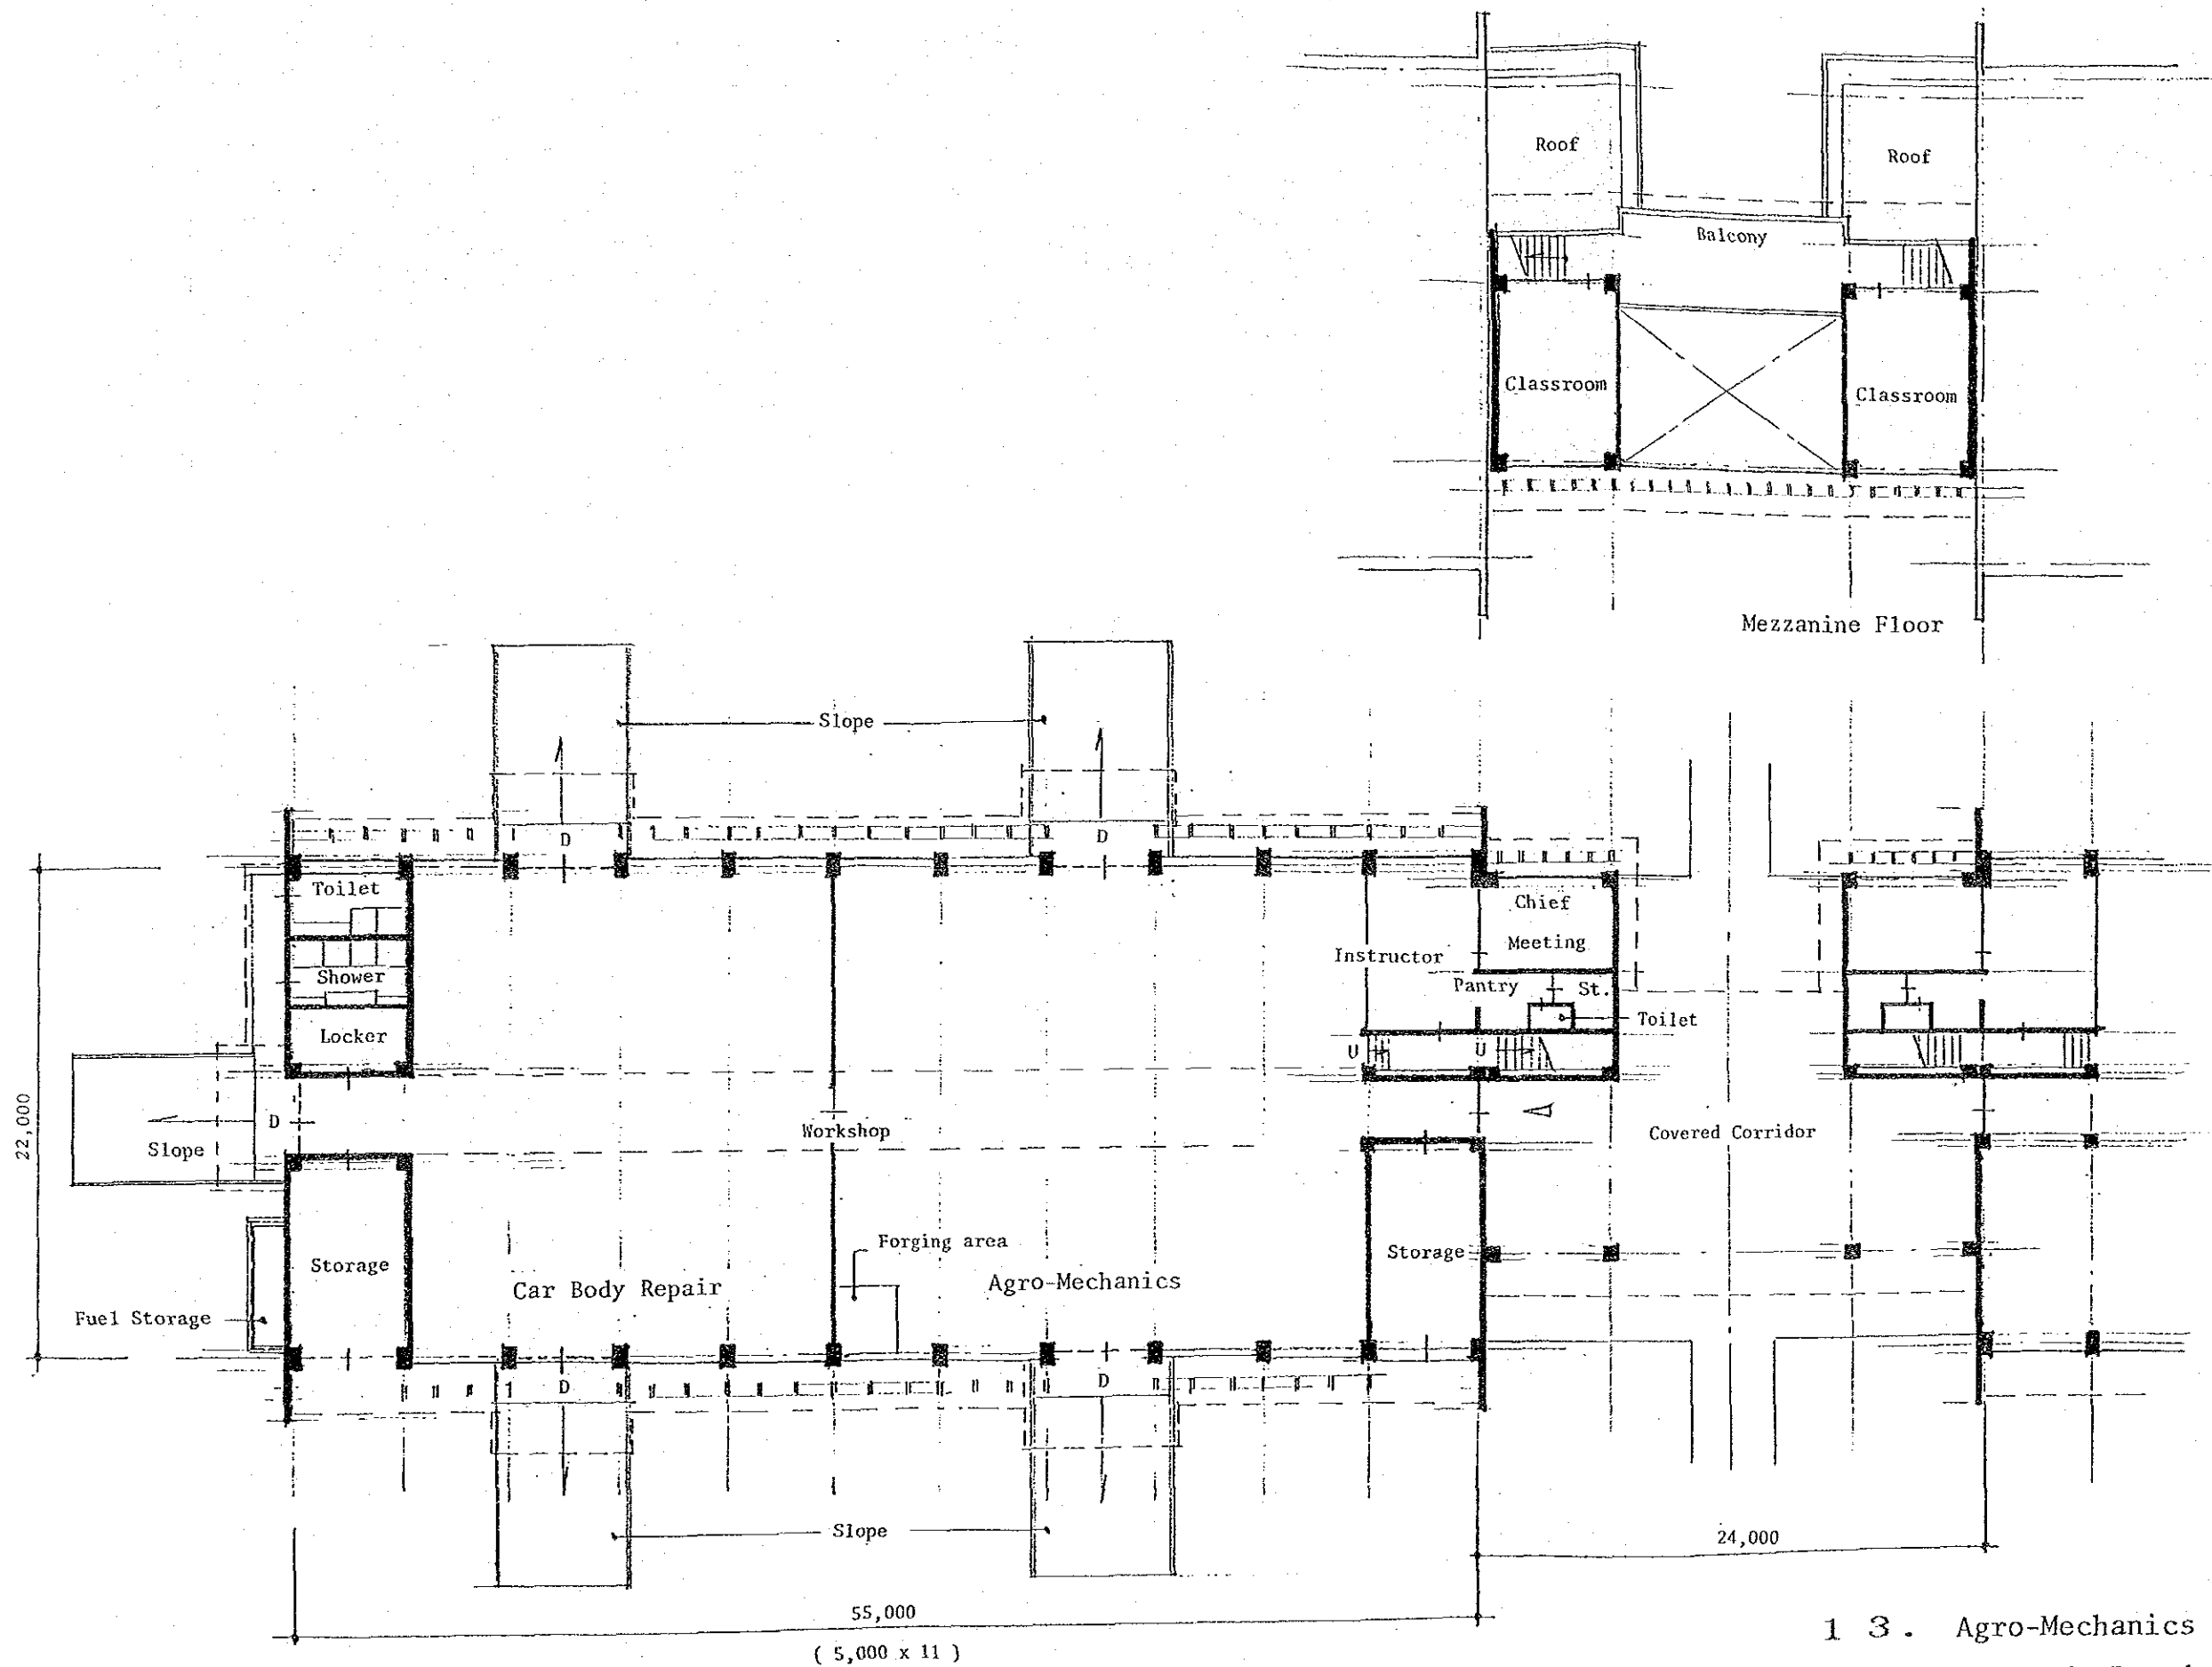 Roof
Roof
Balcony
Classroom
Classroom
Mezzanine Floor
Slope
D
D
Toilet
Chief
Meeting
Instructor
Shower
Pantry
St.
Toilet
Locker
U
U
22,000
D
Slope
Workshop
Covered Corridor
Forging area
Storage
Storage
Car Body Repair
Agro-Mechanics
Fuel Storage
D
D
Slope
24,000
55,000
( 5,000 x 11 )
1 3 . Agro-Mechanics